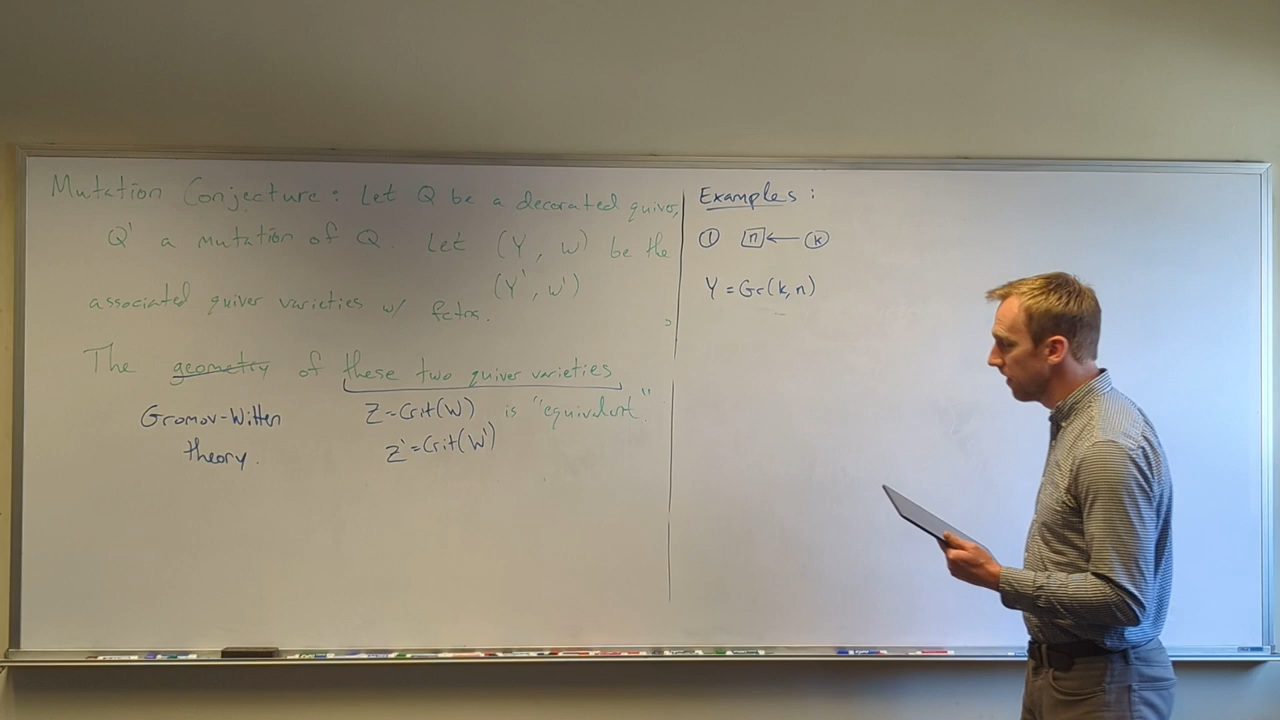 Mutation Conjecture: Let Q be a decorated quiver,
Q' a mutation of Q. Let (Y, W) be the
(Y', W')
associated quiver varieties w/ fctns.
The geometry of these two quiver varieties
Gromov-Witten Z=Crit(W) is "equivalent."
theory. Z'=Crit(W')
Examples:
① n ← k
Y = Gr(k,n)